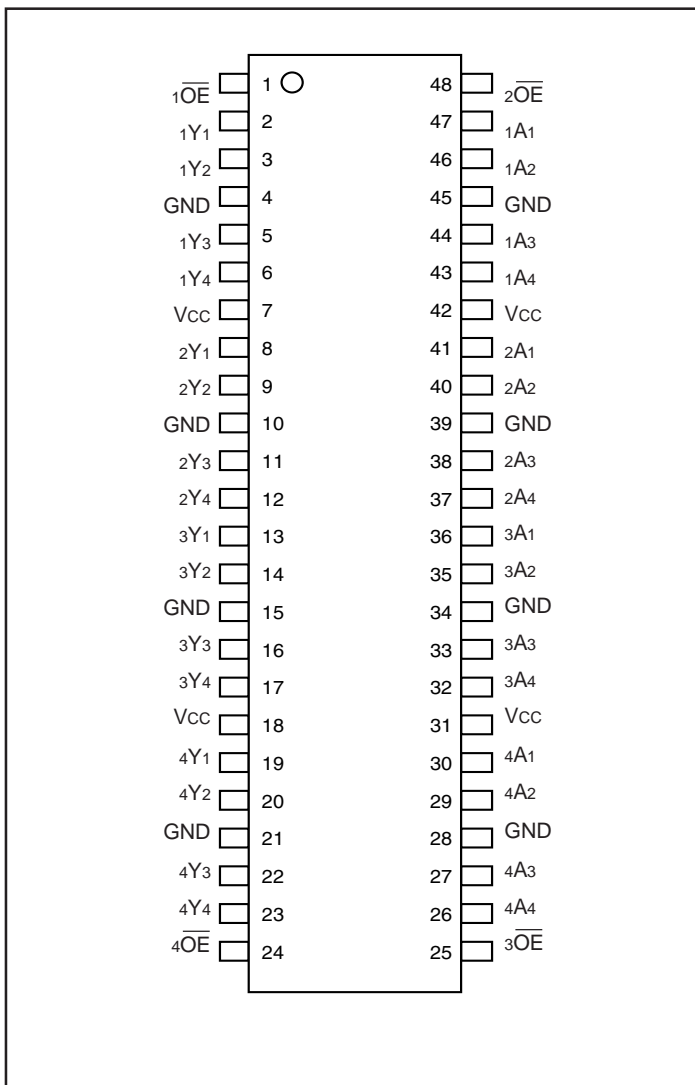 1O̅E̅ 1 48 2O̅E̅
1Y1 2 47 1A1
1Y2 3 46 1A2
GND 4 45 GND
1Y3 5 44 1A3
1Y4 6 43 1A4
VCC 7 42 VCC
2Y1 8 41 2A1
2Y2 9 40 2A2
GND 10 39 GND
2Y3 11 38 2A3
2Y4 12 37 2A4
3Y1 13 36 3A1
3Y2 14 35 3A2
GND 15 34 GND
3Y3 16 33 3A3
3Y4 17 32 3A4
VCC 18 31 VCC
4Y1 19 30 4A1
4Y2 20 29 4A2
GND 21 28 GND
4Y3 22 27 4A3
4Y4 23 26 4A4
4O̅E̅ 24 25 3O̅E̅